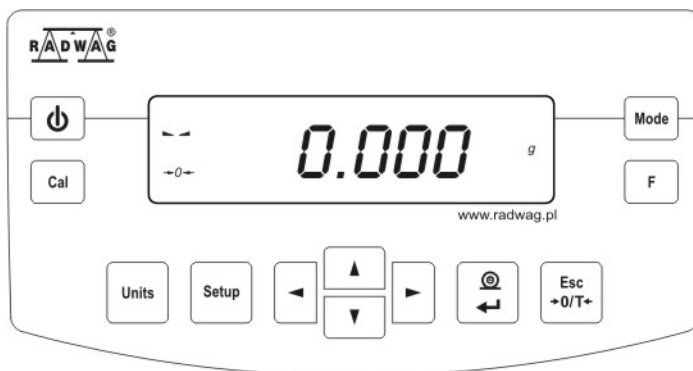 RADWAG®
Mode
Cal
→0←
0.000
g
F
www.radwag.pl
Units
Setup
Esc
→0/T←